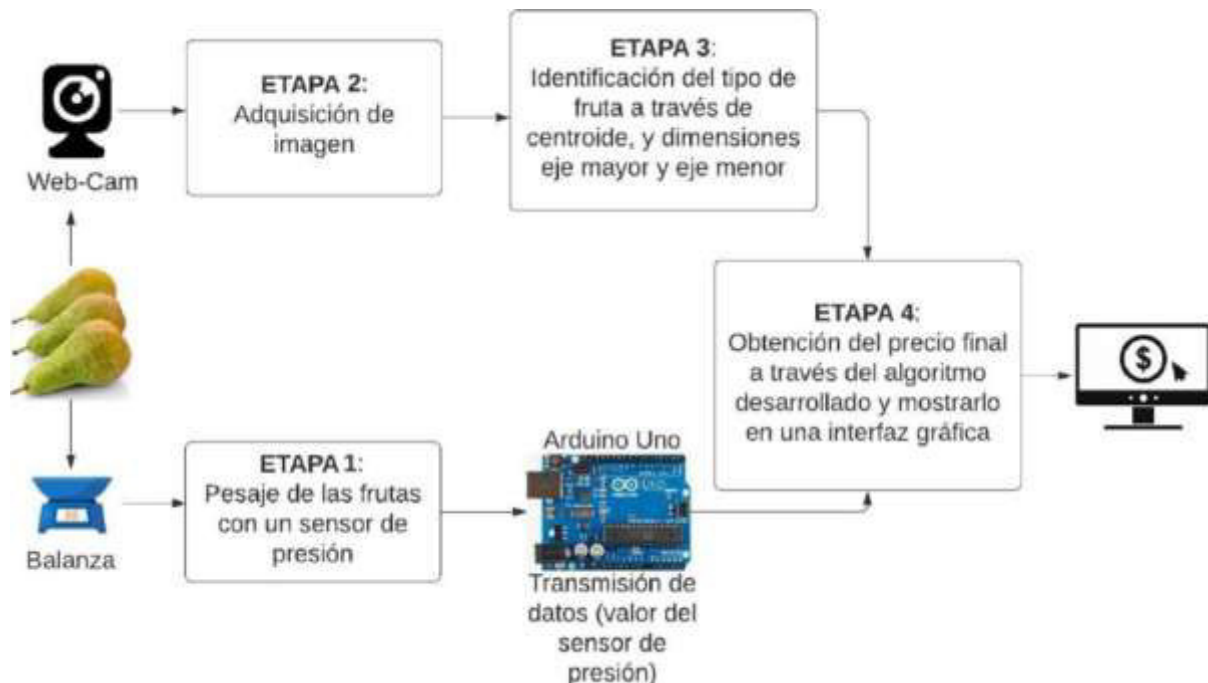 Web-Cam
ETAPA 2:
Adquisición de
imagen
ETAPA 3:
Identificación del tipo de
fruta a través de
centroide, y dimensiones
eje mayor y eje menor
ETAPA 4:
Obtención del precio final
a través del algoritmo
desarrollado y mostrarlo
en una interfaz gráfica
$
Balanza
ETAPA 1:
Pesaje de las frutas
con un sensor de
presión
Arduino Uno
UNO
ARDUINO
Transmisión de
datos (valor del
sensor de
presión)